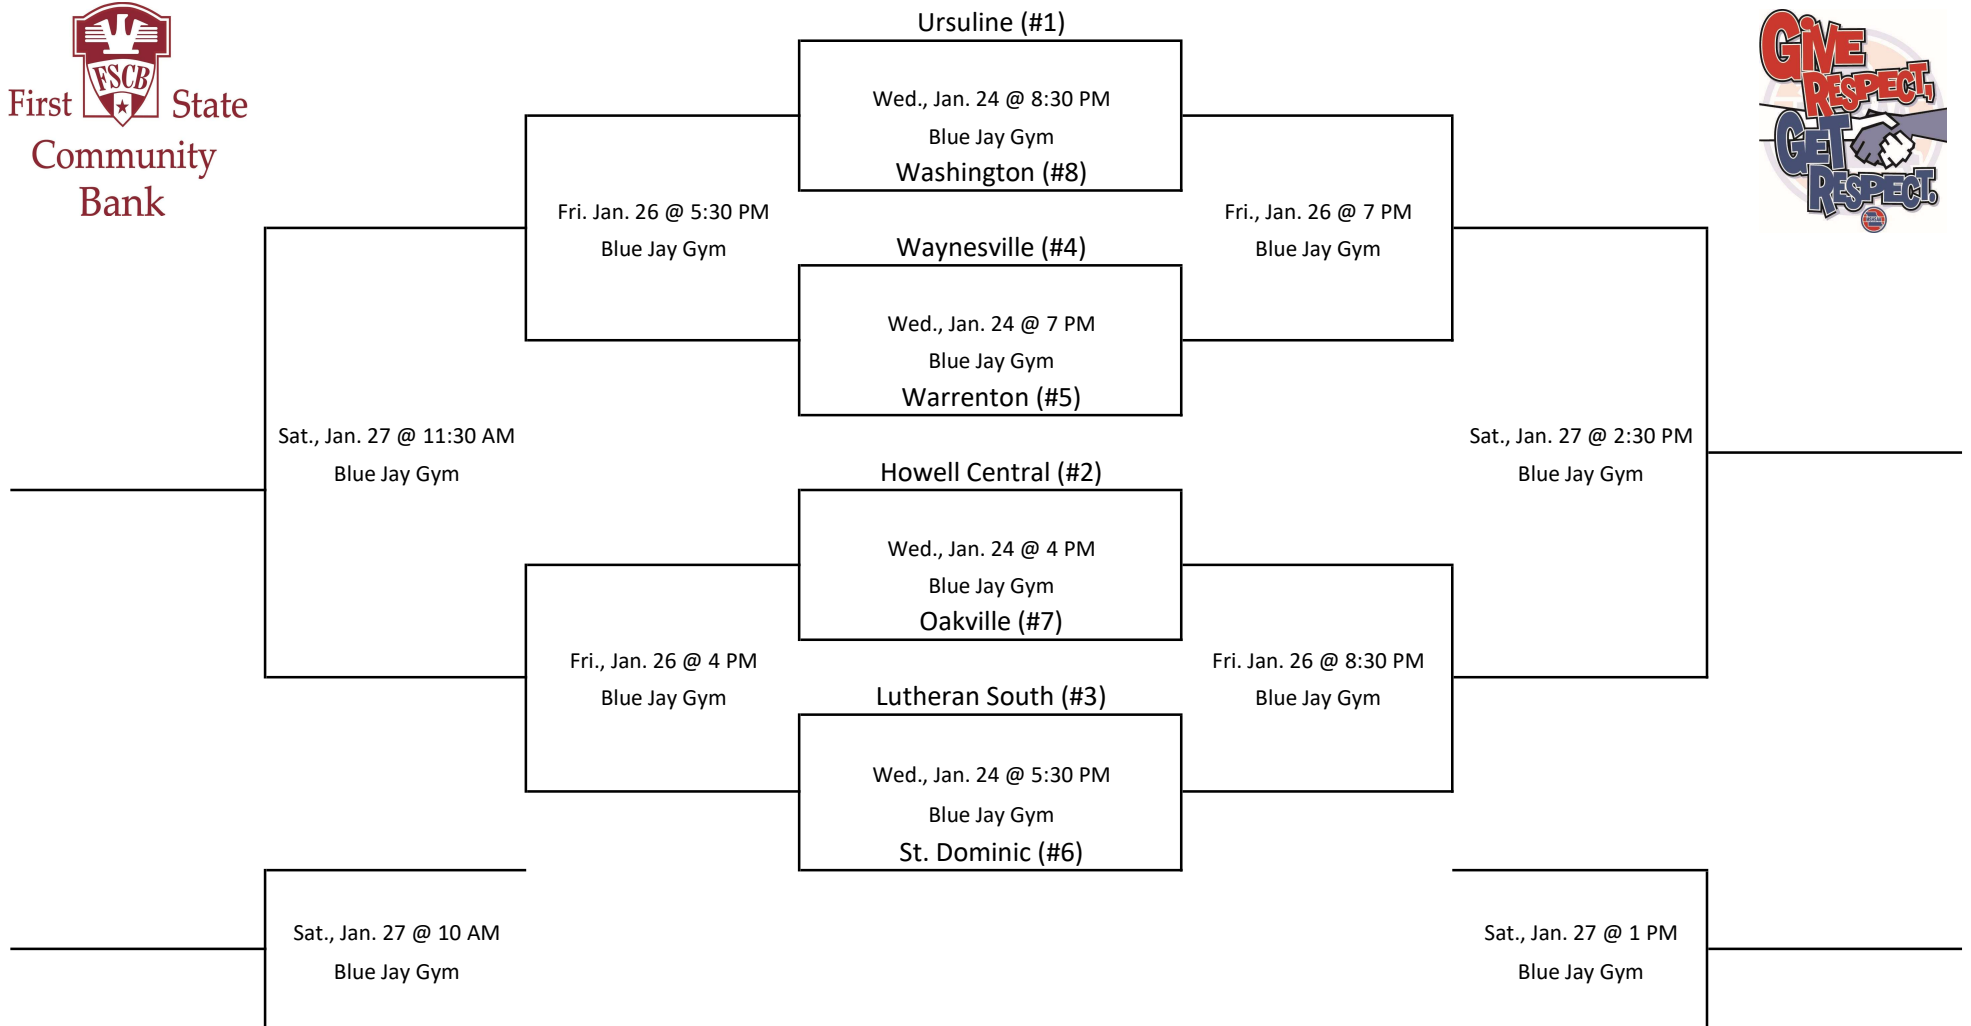 Ursuline (#1)
FSCB
First State
Community
Bank
GIVE
RESPECT,
GET
RESPECT.
Wed., Jan. 24 @ 8:30 PM
Blue Jay Gym
Washington (#8)
Fri. Jan. 26 @ 5:30 PM
Blue Jay Gym
Fri., Jan. 26 @ 7 PM
Blue Jay Gym
Waynesville (#4)
Wed., Jan. 24 @ 7 PM
Blue Jay Gym
Warrenton (#5)
Sat., Jan. 27 @ 11:30 AM
Blue Jay Gym
Sat., Jan. 27 @ 2:30 PM
Blue Jay Gym
Howell Central (#2)
Wed., Jan. 24 @ 4 PM
Blue Jay Gym
Oakville (#7)
Fri., Jan. 26 @ 4 PM
Blue Jay Gym
Fri. Jan. 26 @ 8:30 PM
Blue Jay Gym
Lutheran South (#3)
Wed., Jan. 24 @ 5:30 PM
Blue Jay Gym
St. Dominic (#6)
Sat., Jan. 27 @ 10 AM
Blue Jay Gym
Sat., Jan. 27 @ 1 PM
Blue Jay Gym